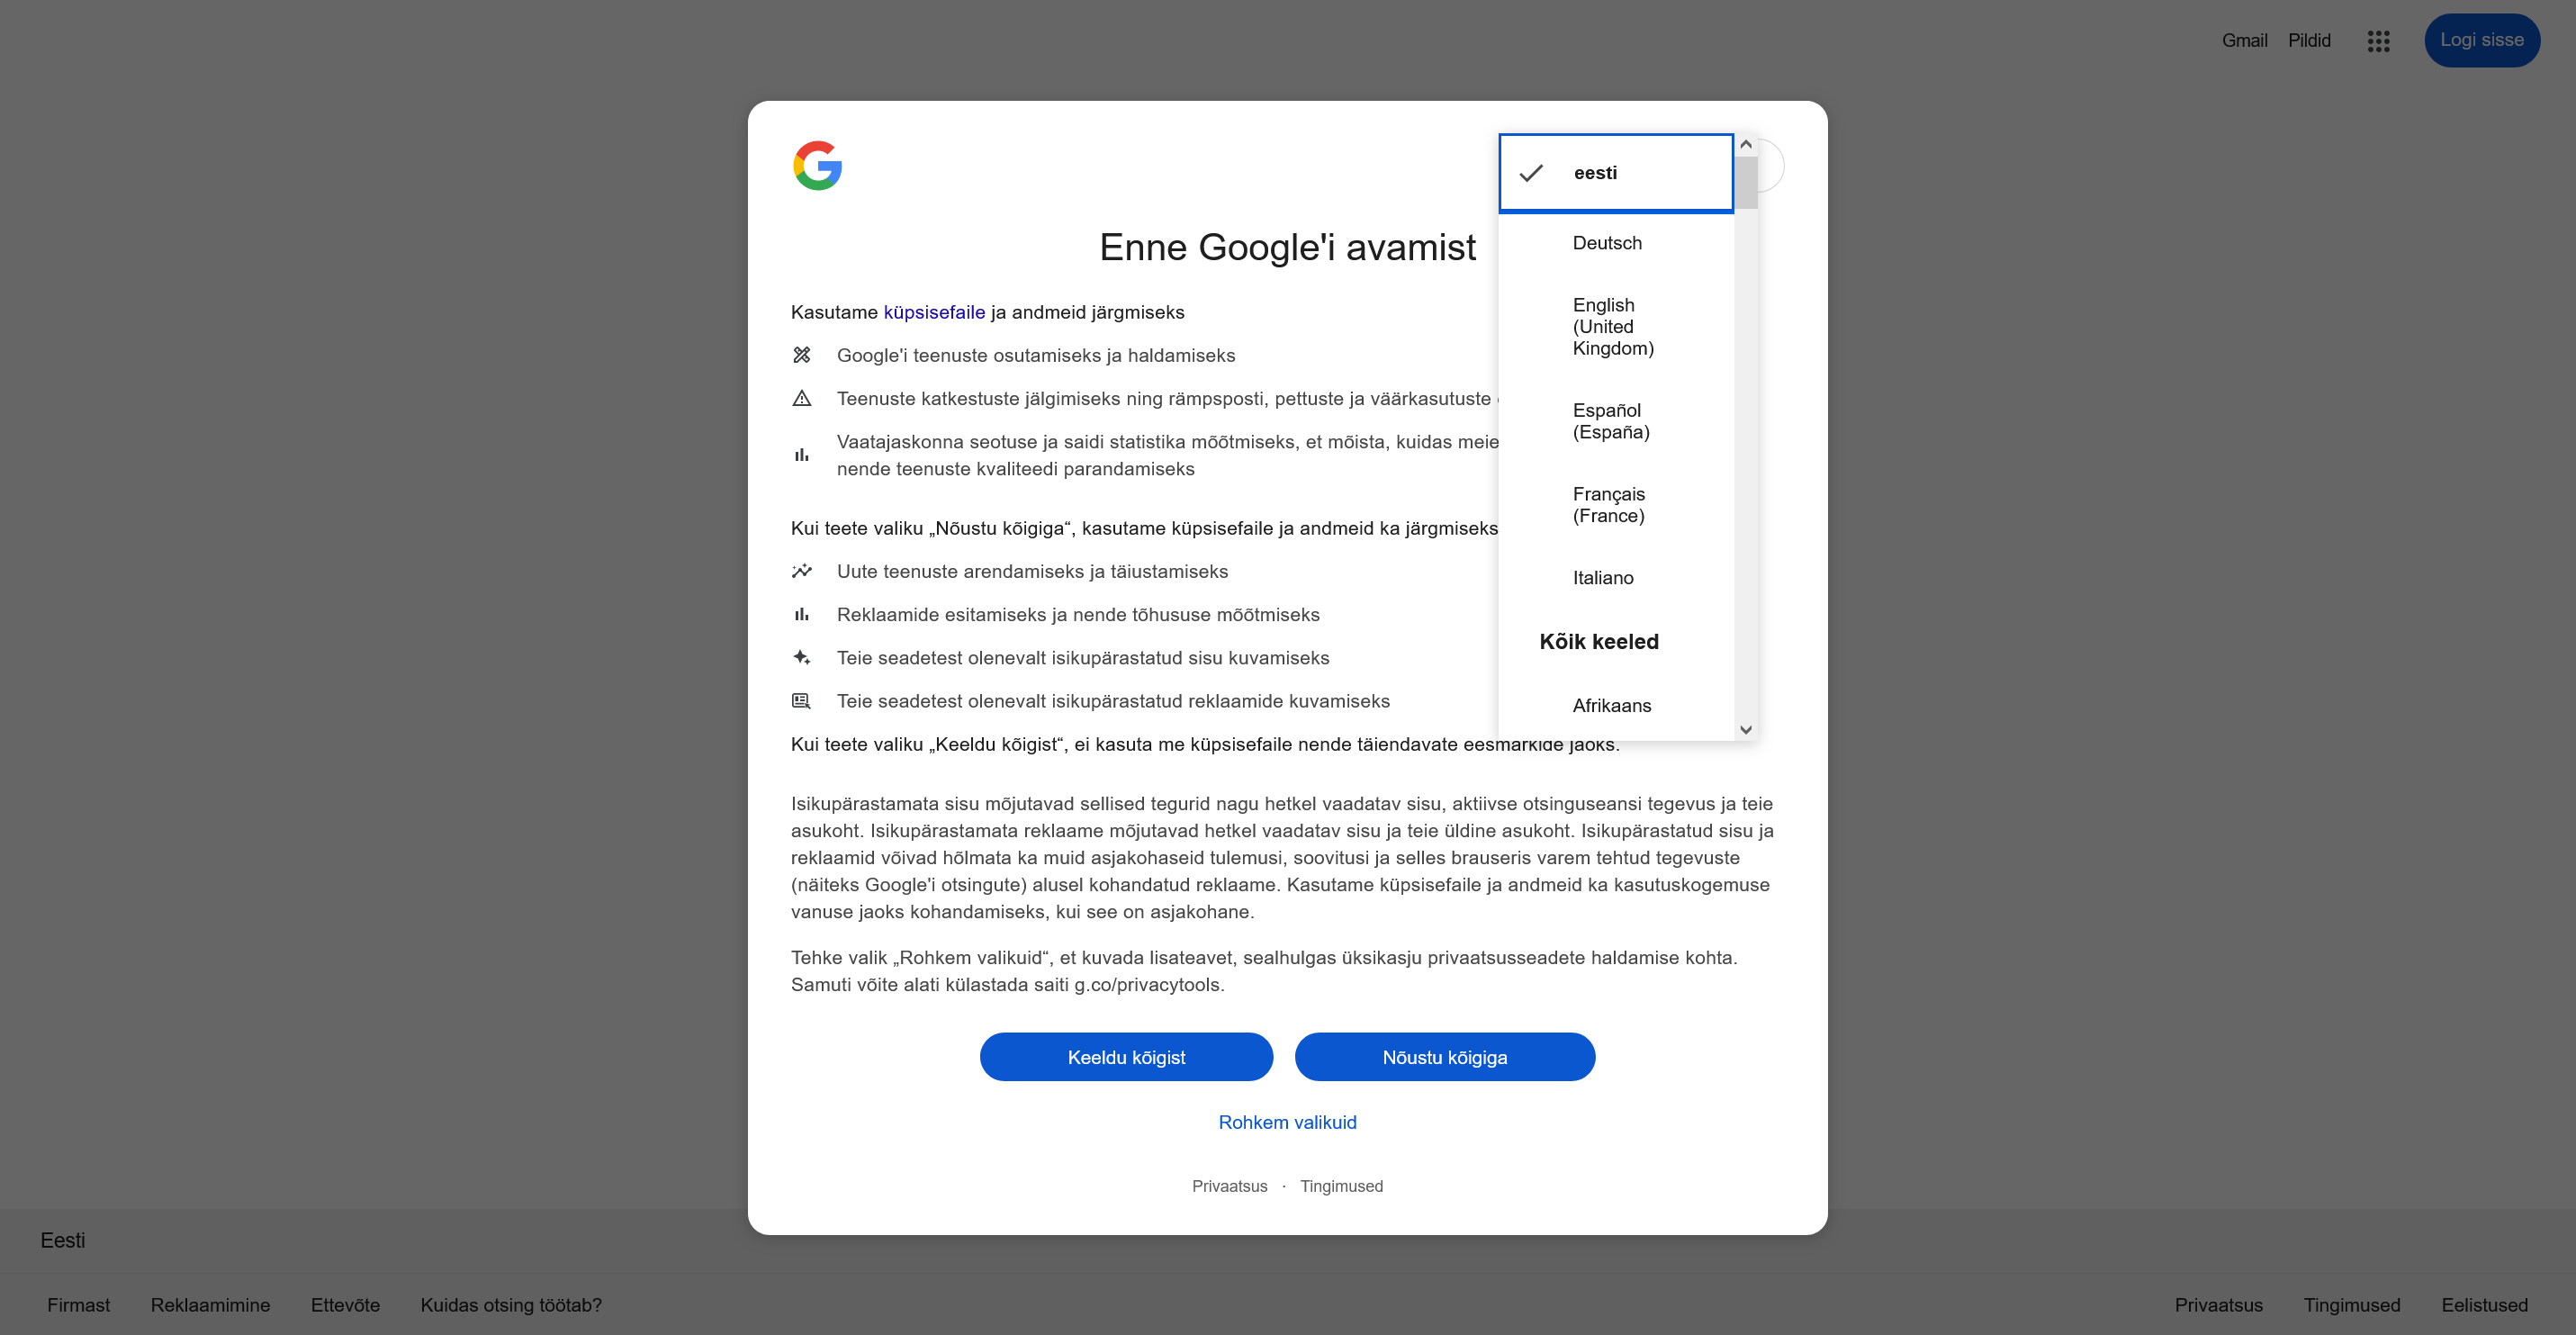 Gmail Pildid Logi sisse
eesti
Deutsch
English
(United
Kingdom)
Español
(España)
Français
(France)
Italiano
Kõik keeled
Afrikaans
Enne Google'i avamist
Kasutame küpsisefaile ja andmeid järgmiseks
Google'i teenuste osutamiseks ja haldamiseks
Teenuste katkestuste jälgimiseks ning rämpsposti, pettuste ja väärkasutuste
Vaatajaskonna seotuse ja saidi statistika mõõtmiseks, et mõista, kuidas meie
nende teenuste kvaliteedi parandamiseks
Kui teete valiku „Nõustu kõigiga“, kasutame küpsisefaile ja andmeid ka järgmiseks
Uute teenuste arendamiseks ja täiustamiseks
Reklaamide esitamiseks ja nende tõhususe mõõtmiseks
Teie seadetest olenevalt isikupärastatud sisu kuvamiseks
Teie seadetest olenevalt isikupärastatud reklaamide kuvamiseks
Kui teete valiku „Keeldu kõigist“, ei kasuta me küpsisefaile nende täiendavate eesmärkide jaoks.
Isikupärastamata sisu mõjutavad sellised tegurid nagu hetkel vaadatav sisu, aktiivse otsinguseansi tegevus ja teie
asukoht. Isikupärastamata reklaame mõjutavad hetkel vaadatav sisu ja teie üldine asukoht. Isikupärastatud sisu ja
reklaamid võivad hõlmata ka muid asjakohaseid tulemusi, soovitusi ja selles brauseris varem tehtud tegevuste
(näiteks Google'i otsingute) alusel kohandatud reklaame. Kasutame küpsisefaile ja andmeid ka kasutuskogemuse
vanuse jaoks kohandamiseks, kui see on asjakohane.
Tehke valik „Rohkem valikuid“, et kuvada lisateavet, sealhulgas üksikasju privaatsusseadete haldamise kohta.
Samuti võite alati külastada saiti g.co/privacytools.
Keeldu kõigist Nõustu kõigiga
Rohkem valikuid
Privaatsus · Tingimused
Eesti
Firmast Reklaamimine Ettevõte Kuidas otsing töötab? Privaatsus Tingimused Eelistused